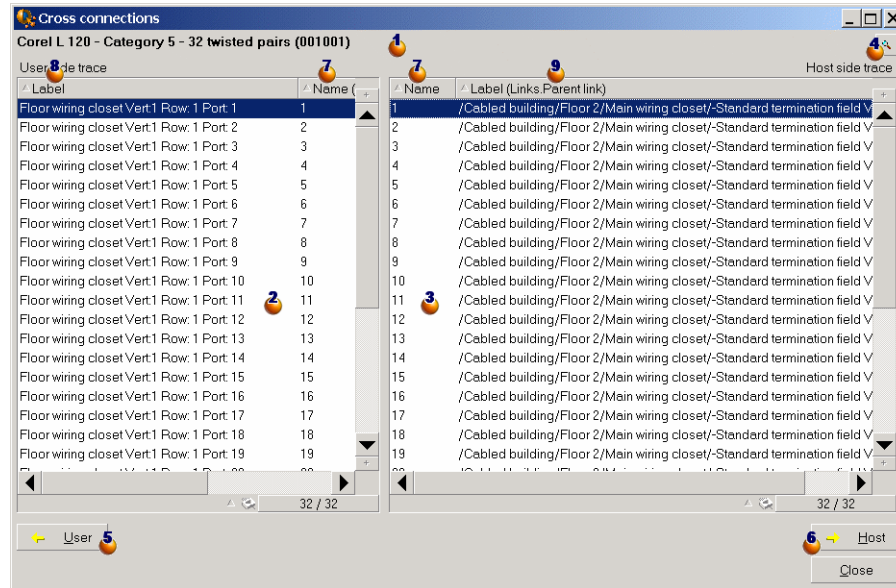 Cross connections
Corel L 120 - Category 5 - 32 twisted pairs (001001) 1 4
User side trace 8 7 7 9 Host side trace
Label Name ( Name Label (Links.Parent link)
Floor wiring closet Vert:1 Row: 1 Port: 1 1 1 /Cabled building/Floor 2/Main wiring closet/-Standard termination field V
Floor wiring closet Vert:1 Row: 1 Port: 2 2 2 /Cabled building/Floor 2/Main wiring closet/-Standard termination field V
Floor wiring closet Vert:1 Row: 1 Port: 3 3 3 /Cabled building/Floor 2/Main wiring closet/-Standard termination field V
Floor wiring closet Vert:1 Row: 1 Port: 4 4 4 /Cabled building/Floor 2/Main wiring closet/-Standard termination field V
Floor wiring closet Vert:1 Row: 1 Port: 5 5 5 /Cabled building/Floor 2/Main wiring closet/-Standard termination field V
Floor wiring closet Vert:1 Row: 1 Port: 6 6 6 /Cabled building/Floor 2/Main wiring closet/-Standard termination field V
Floor wiring closet Vert:1 Row: 1 Port: 7 7 7 /Cabled building/Floor 2/Main wiring closet/-Standard termination field V
Floor wiring closet Vert:1 Row: 1 Port: 8 8 8 /Cabled building/Floor 2/Main wiring closet/-Standard termination field V
Floor wiring closet Vert:1 Row: 1 Port: 9 9 9 /Cabled building/Floor 2/Main wiring closet/-Standard termination field V
Floor wiring closet Vert:1 Row: 1 Port: 10 10 10 /Cabled building/Floor 2/Main wiring closet/-Standard termination field V
Floor wiring closet Vert:1 Row: 1 Port: 11 2 11 11 3 /Cabled building/Floor 2/Main wiring closet/-Standard termination field V
Floor wiring closet Vert:1 Row: 1 Port: 12 12 12 /Cabled building/Floor 2/Main wiring closet/-Standard termination field V
Floor wiring closet Vert:1 Row: 1 Port: 13 13 13 /Cabled building/Floor 2/Main wiring closet/-Standard termination field V
Floor wiring closet Vert:1 Row: 1 Port: 14 14 14 /Cabled building/Floor 2/Main wiring closet/-Standard termination field V
Floor wiring closet Vert:1 Row: 1 Port: 15 15 15 /Cabled building/Floor 2/Main wiring closet/-Standard termination field V
Floor wiring closet Vert:1 Row: 1 Port: 16 16 16 /Cabled building/Floor 2/Main wiring closet/-Standard termination field V
Floor wiring closet Vert:1 Row: 1 Port: 17 17 17 /Cabled building/Floor 2/Main wiring closet/-Standard termination field V
Floor wiring closet Vert:1 Row: 1 Port: 18 18 18 /Cabled building/Floor 2/Main wiring closet/-Standard termination field V
Floor wiring closet Vert:1 Row: 1 Port: 19 19 19 /Cabled building/Floor 2/Main wiring closet/-Standard termination field V
32 / 32 32 / 32
User 5 6 Host
Close